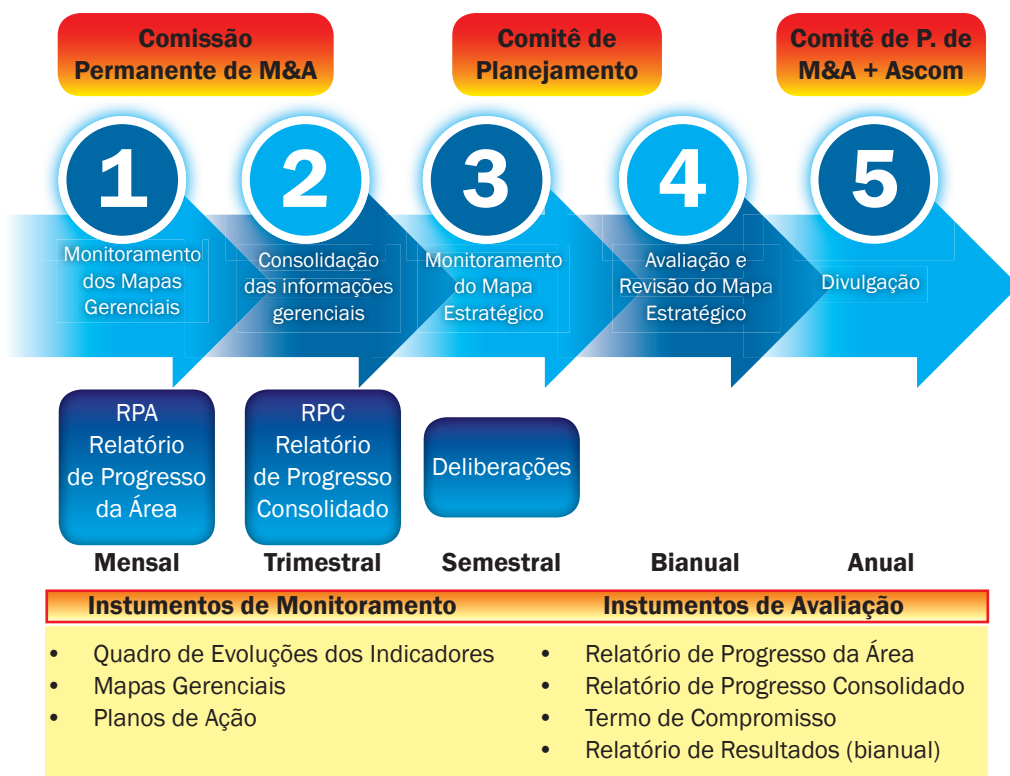 Comissão
Permanente de M&A
Comitê de
Planejamento
Comitê de P. de
M&A + Ascom
1
2
3
4
5
Monitoramento
dos Mapas
Gerenciais
Consolidação
das informações
gerenciais
Monitoramento
do Mapa
Estratégico
Avaliação e
Revisão do Mapa
Estratégico
Divulgação
RPA
Relatório
de Progresso
da Área
RPC
Relatório
de Progresso
Consolidado
Deliberações
Mensal
Trimestral
Semestral
Bianual
Anual
Instumentos de Monitoramento
• Quadro de Evoluções dos Indicadores
• Mapas Gerenciais
• Planos de Ação
Instumentos de Avaliação
• Relatório de Progresso da Área
• Relatório de Progresso Consolidado
• Termo de Compromisso
• Relatório de Resultados (bianual)